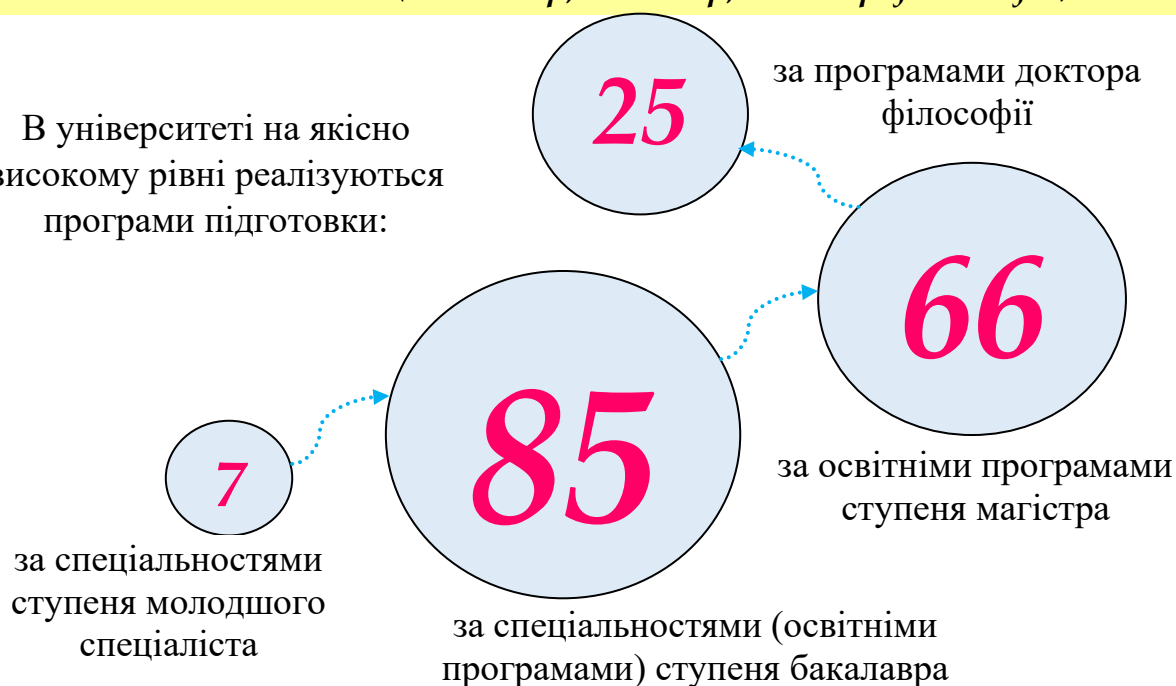 В університеті на якісно
високому рівні реалізуються
програми підготовки:
25
за програмами доктора
філософії
66
за освітніми програмами
ступеня магістра
85
за спеціальностями (освітніми
програмами) ступеня бакалавра
7
за спеціальностями
ступеня молодшого
спеціаліста